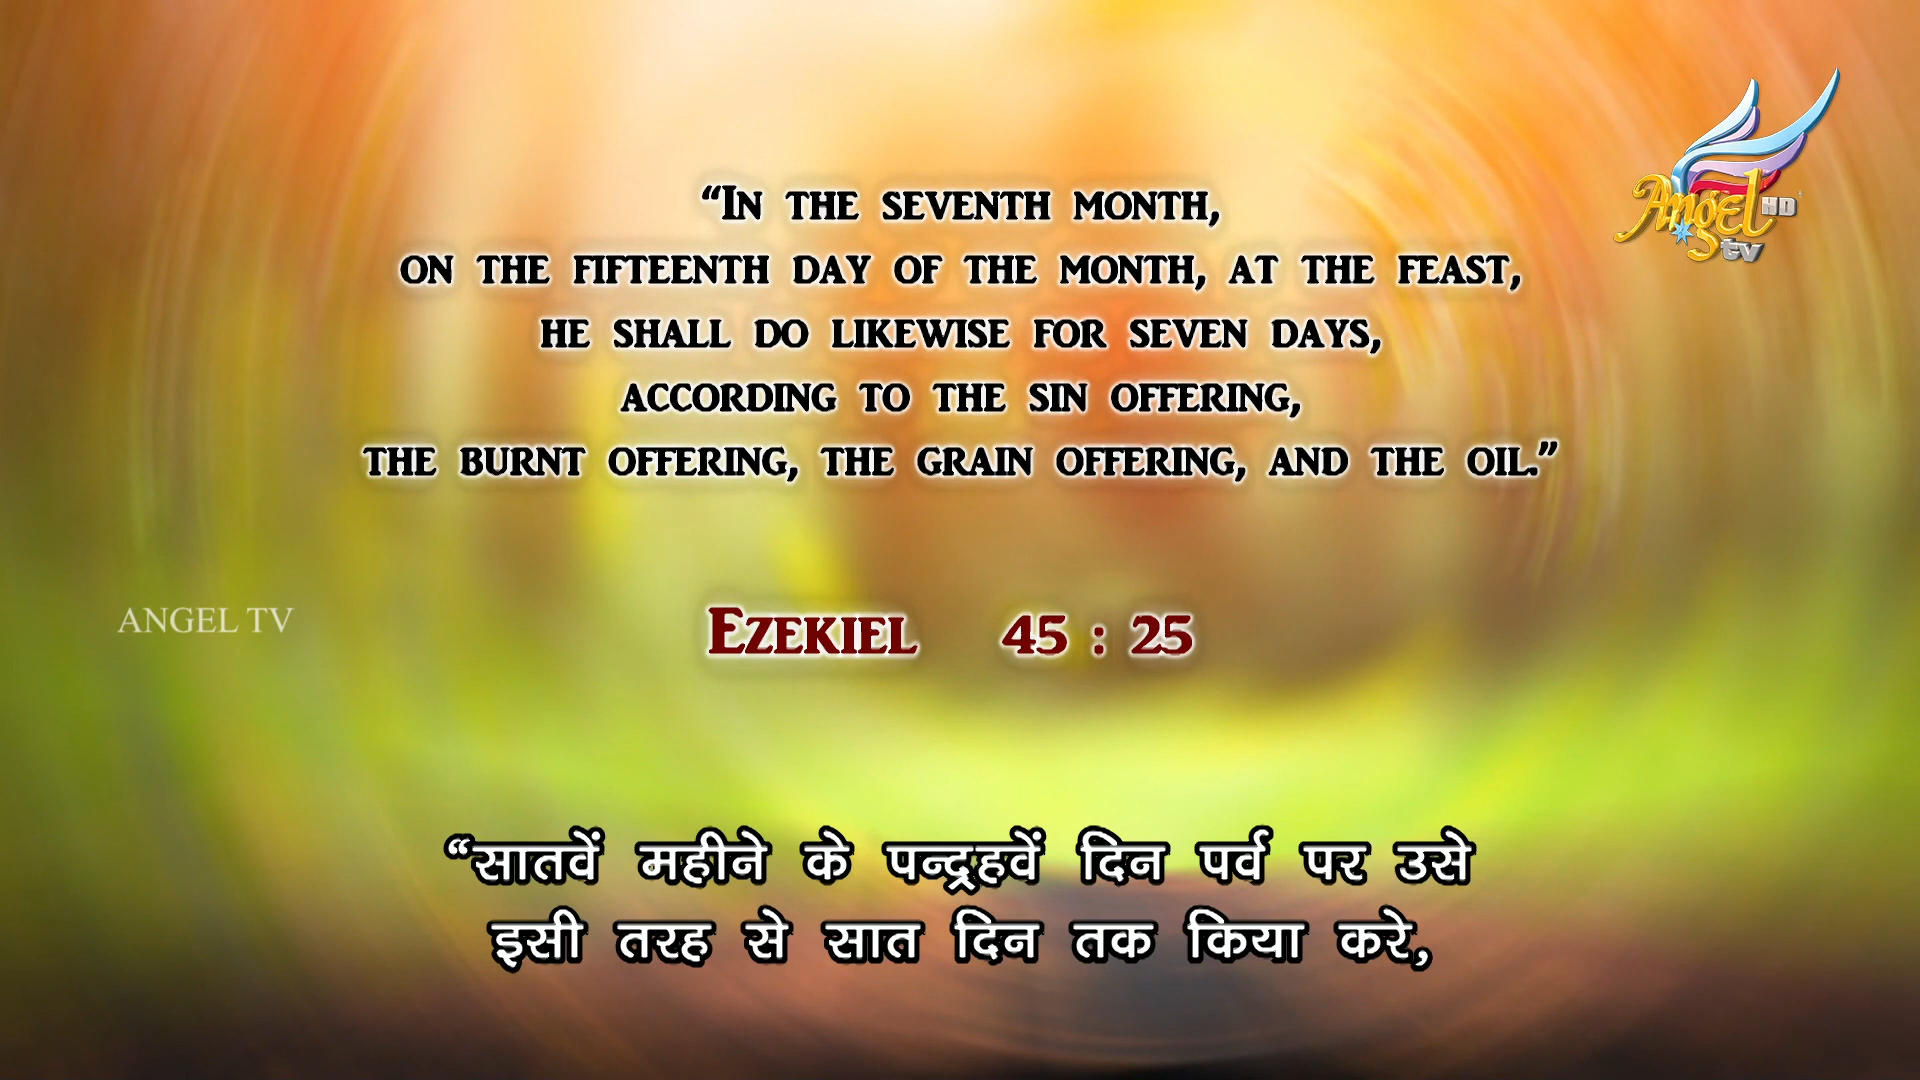 “In the seventh month,
on the fifteenth day of the month, at the feast,
he shall do likewise for seven days,
according to the sin offering,
the burnt offering, the grain offering, and the oil.”
Angel HD
tv
ANGEL TV
Ezekiel 45 : 25
“सातवें महीने के पन्द्रहवें दिन पर्व पर उसे
इसी तरह से सात दिन तक किया करे,